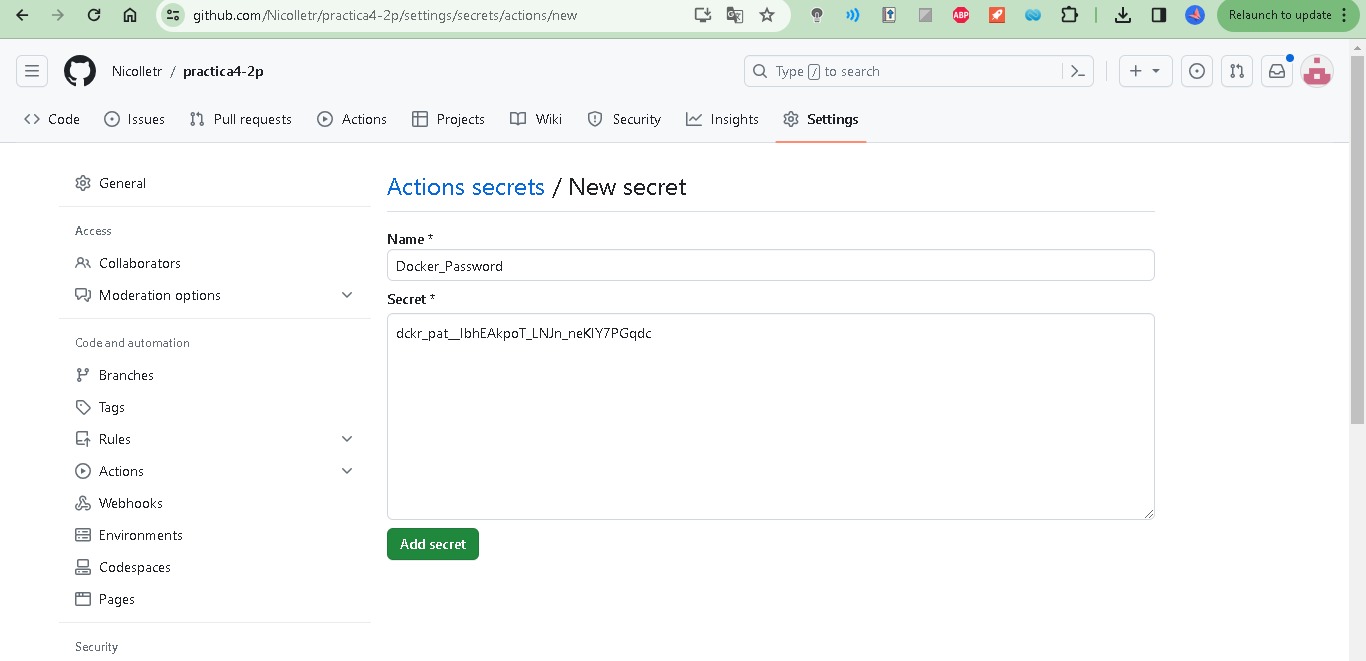 github.com/Nicolletr/practica4-2p/settings/secrets/actions/new
ABP
Relaunch to update
Nicolletr / practica4-2p
Type / to search
Code Issues Pull requests Actions Projects Wiki Security Insights Settings
General
Access
Collaborators
Moderation options
Code and automation
Branches
Tags
Rules
Actions
Webhooks
Environments
Codespaces
Pages
Security
Actions secrets / New secret
Name *
Docker_Password
Secret *
Add secret